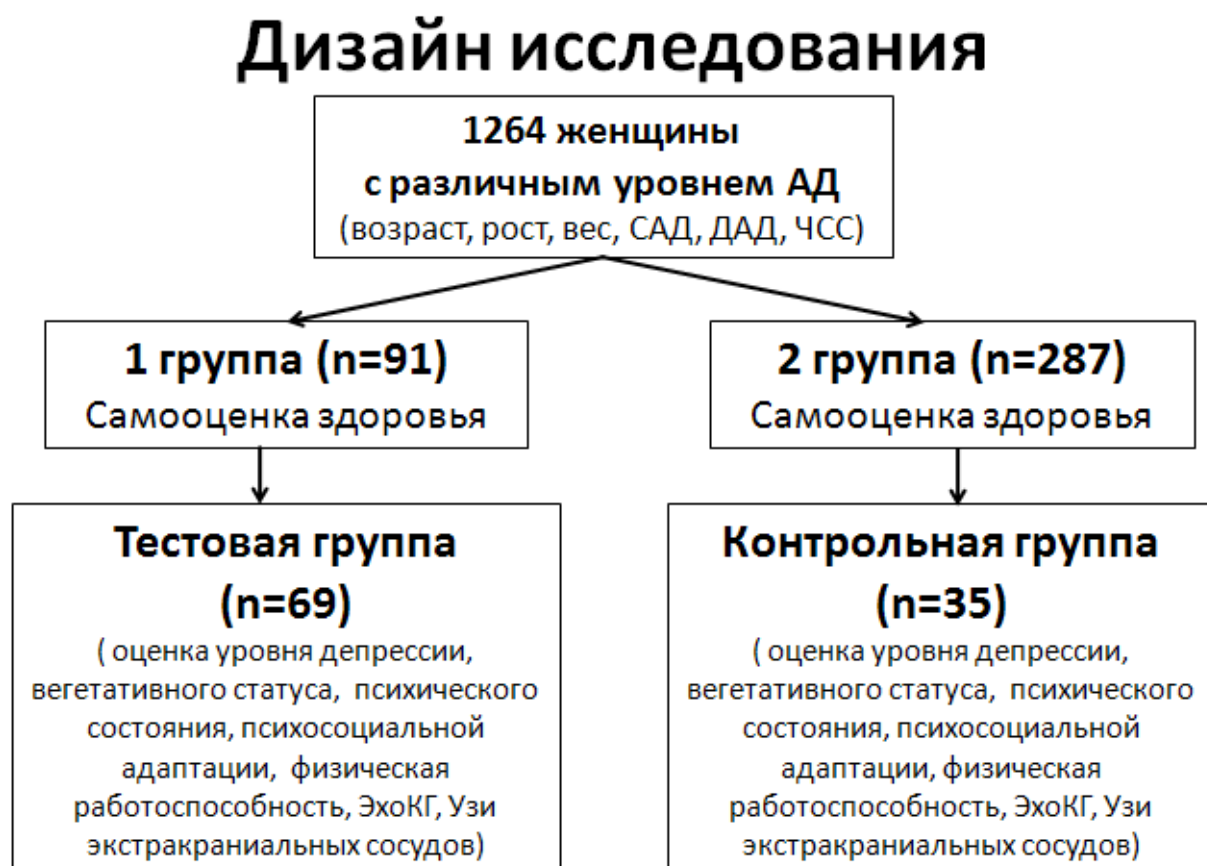 Дизайн исследования
1264 женщины
с различным уровнем АД
(возраст, рост, вес, САД, ДАД, ЧСС)
1 группа (n=91)
Самооценка здоровья
2 группа (n=287)
Самооценка здоровья
Тестовая группа
(n=69)
( оценка уровня депрессии,
вегетативного статуса, психического
состояния, психосоциальной
адаптации, физическая
работоспособность, ЭхоКГ, Узи
экстракраниальных сосудов)
Контрольная группа
(n=35)
( оценка уровня депрессии,
вегетативного статуса, психического
состояния, психосоциальной
адаптации, физическая
работоспособность, ЭхоКГ, Узи
экстракраниальных сосудов)